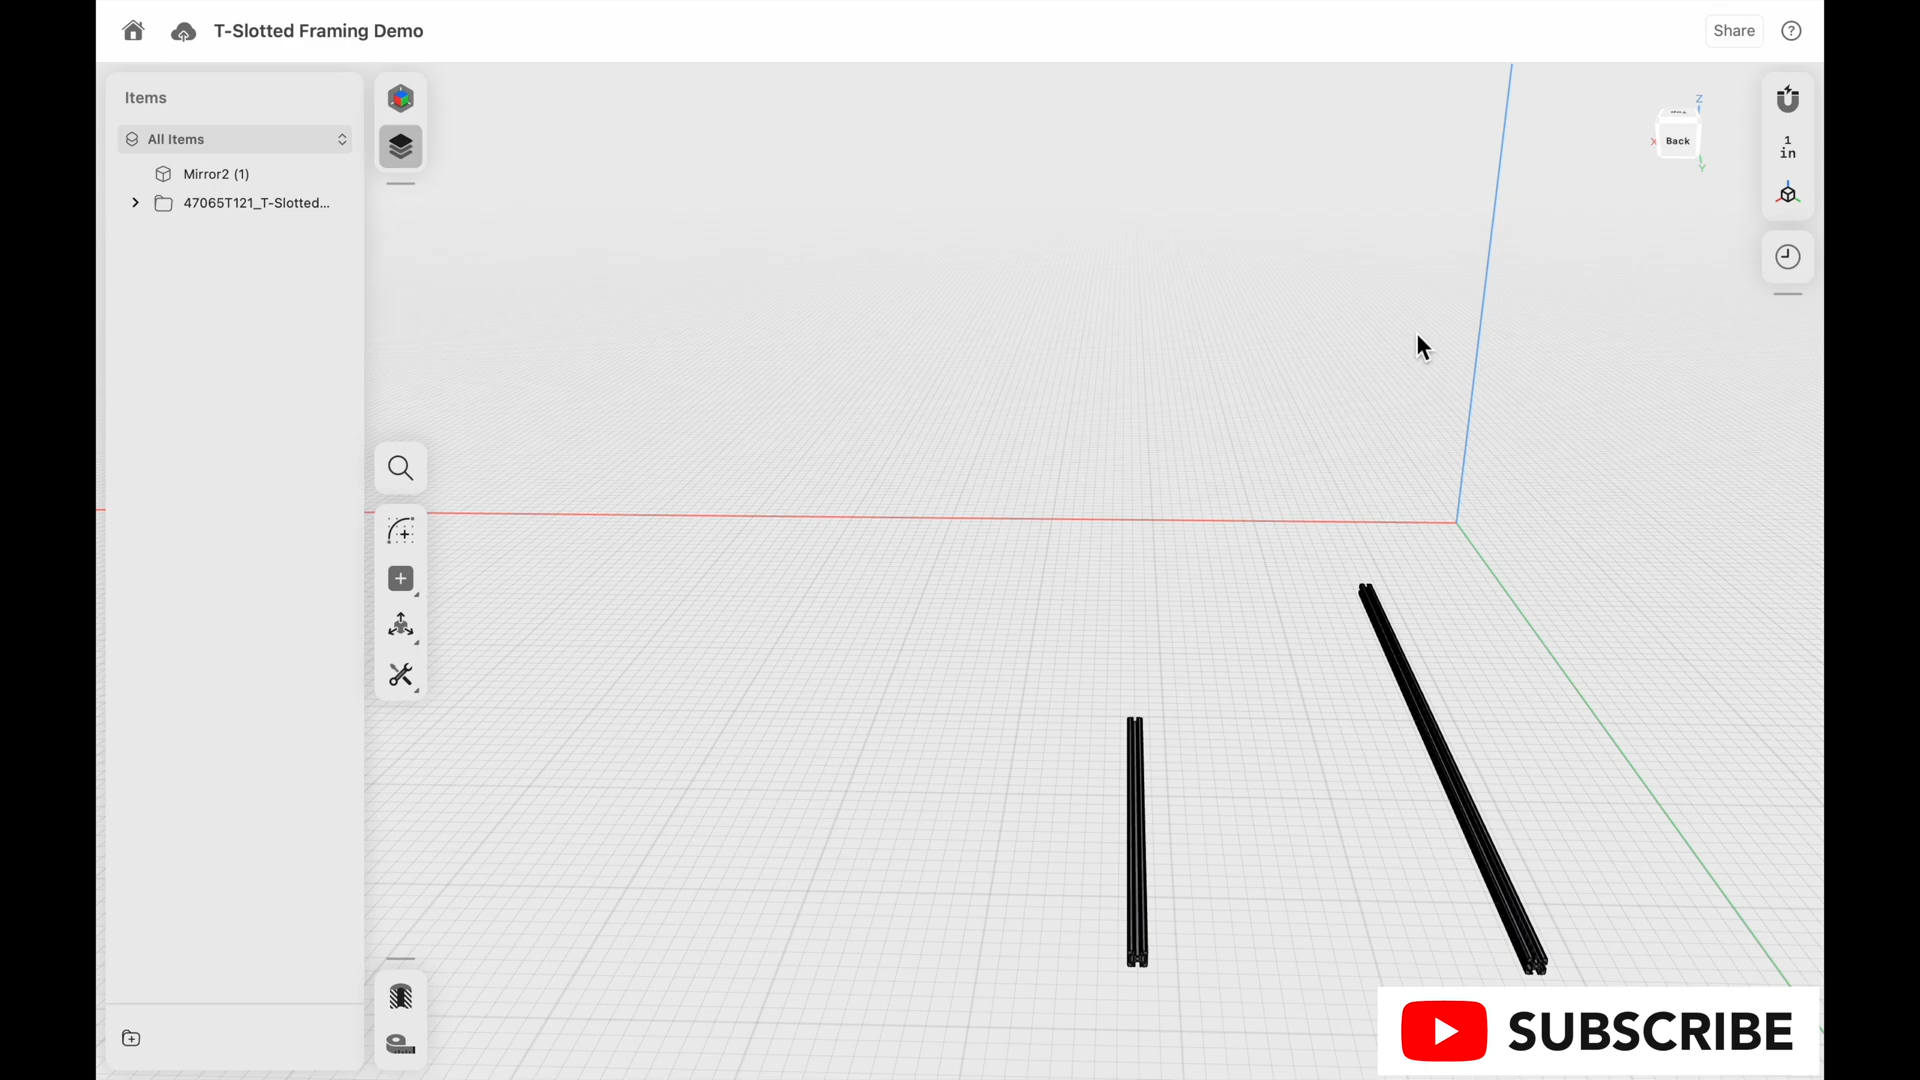 T-Slotted Framing Demo
Share
?
Items
All Items
Mirror2 (1)
47065T121_T-Slotted...
Z
X
Back
Y
1
in
SUBSCRIBE